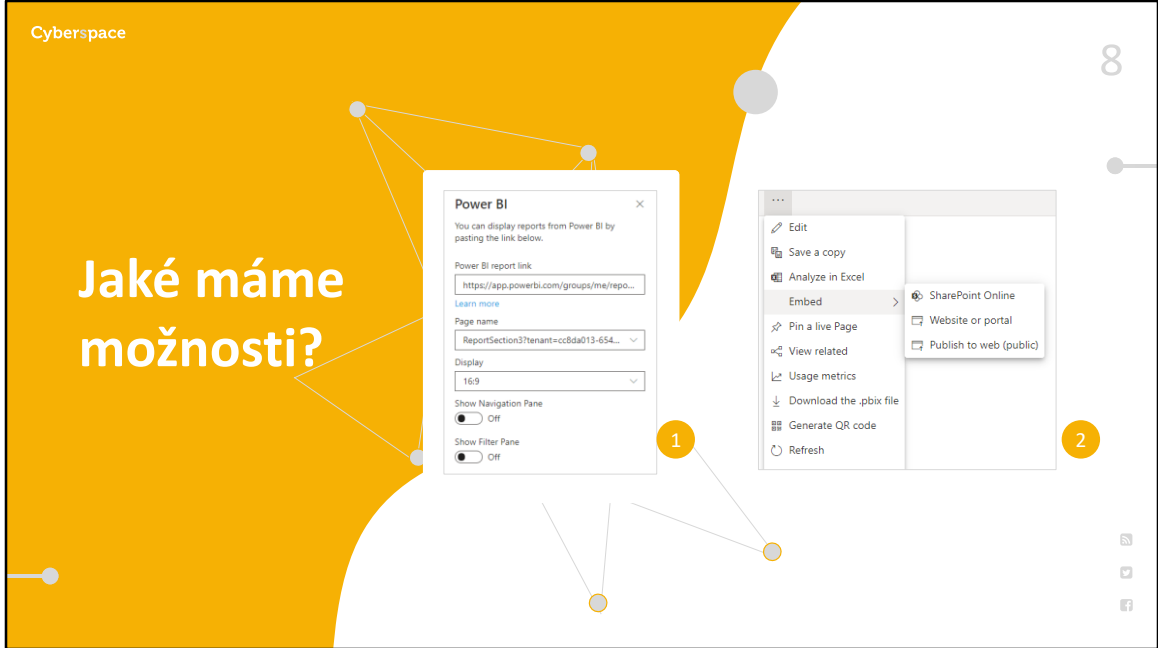 Cyberspace
8
Jaké máme
možnosti?
Power BI
You can display reports from Power BI by
pasting the link below.
Power BI report link
https://app.powerbi.com/groups/me/repo...
Learn more
Page name
ReportSection3?tenant=cc8da013-654...
Display
16:9
Show Navigation Pane
Off
Show Filter Pane
Off
1
...
Edit
Save a copy
Analyze in Excel
Embed
Pin a live Page
View related
Usage metrics
Download the .pbix file
Generate QR code
Refresh
SharePoint Online
Website or portal
Publish to web (public)
2